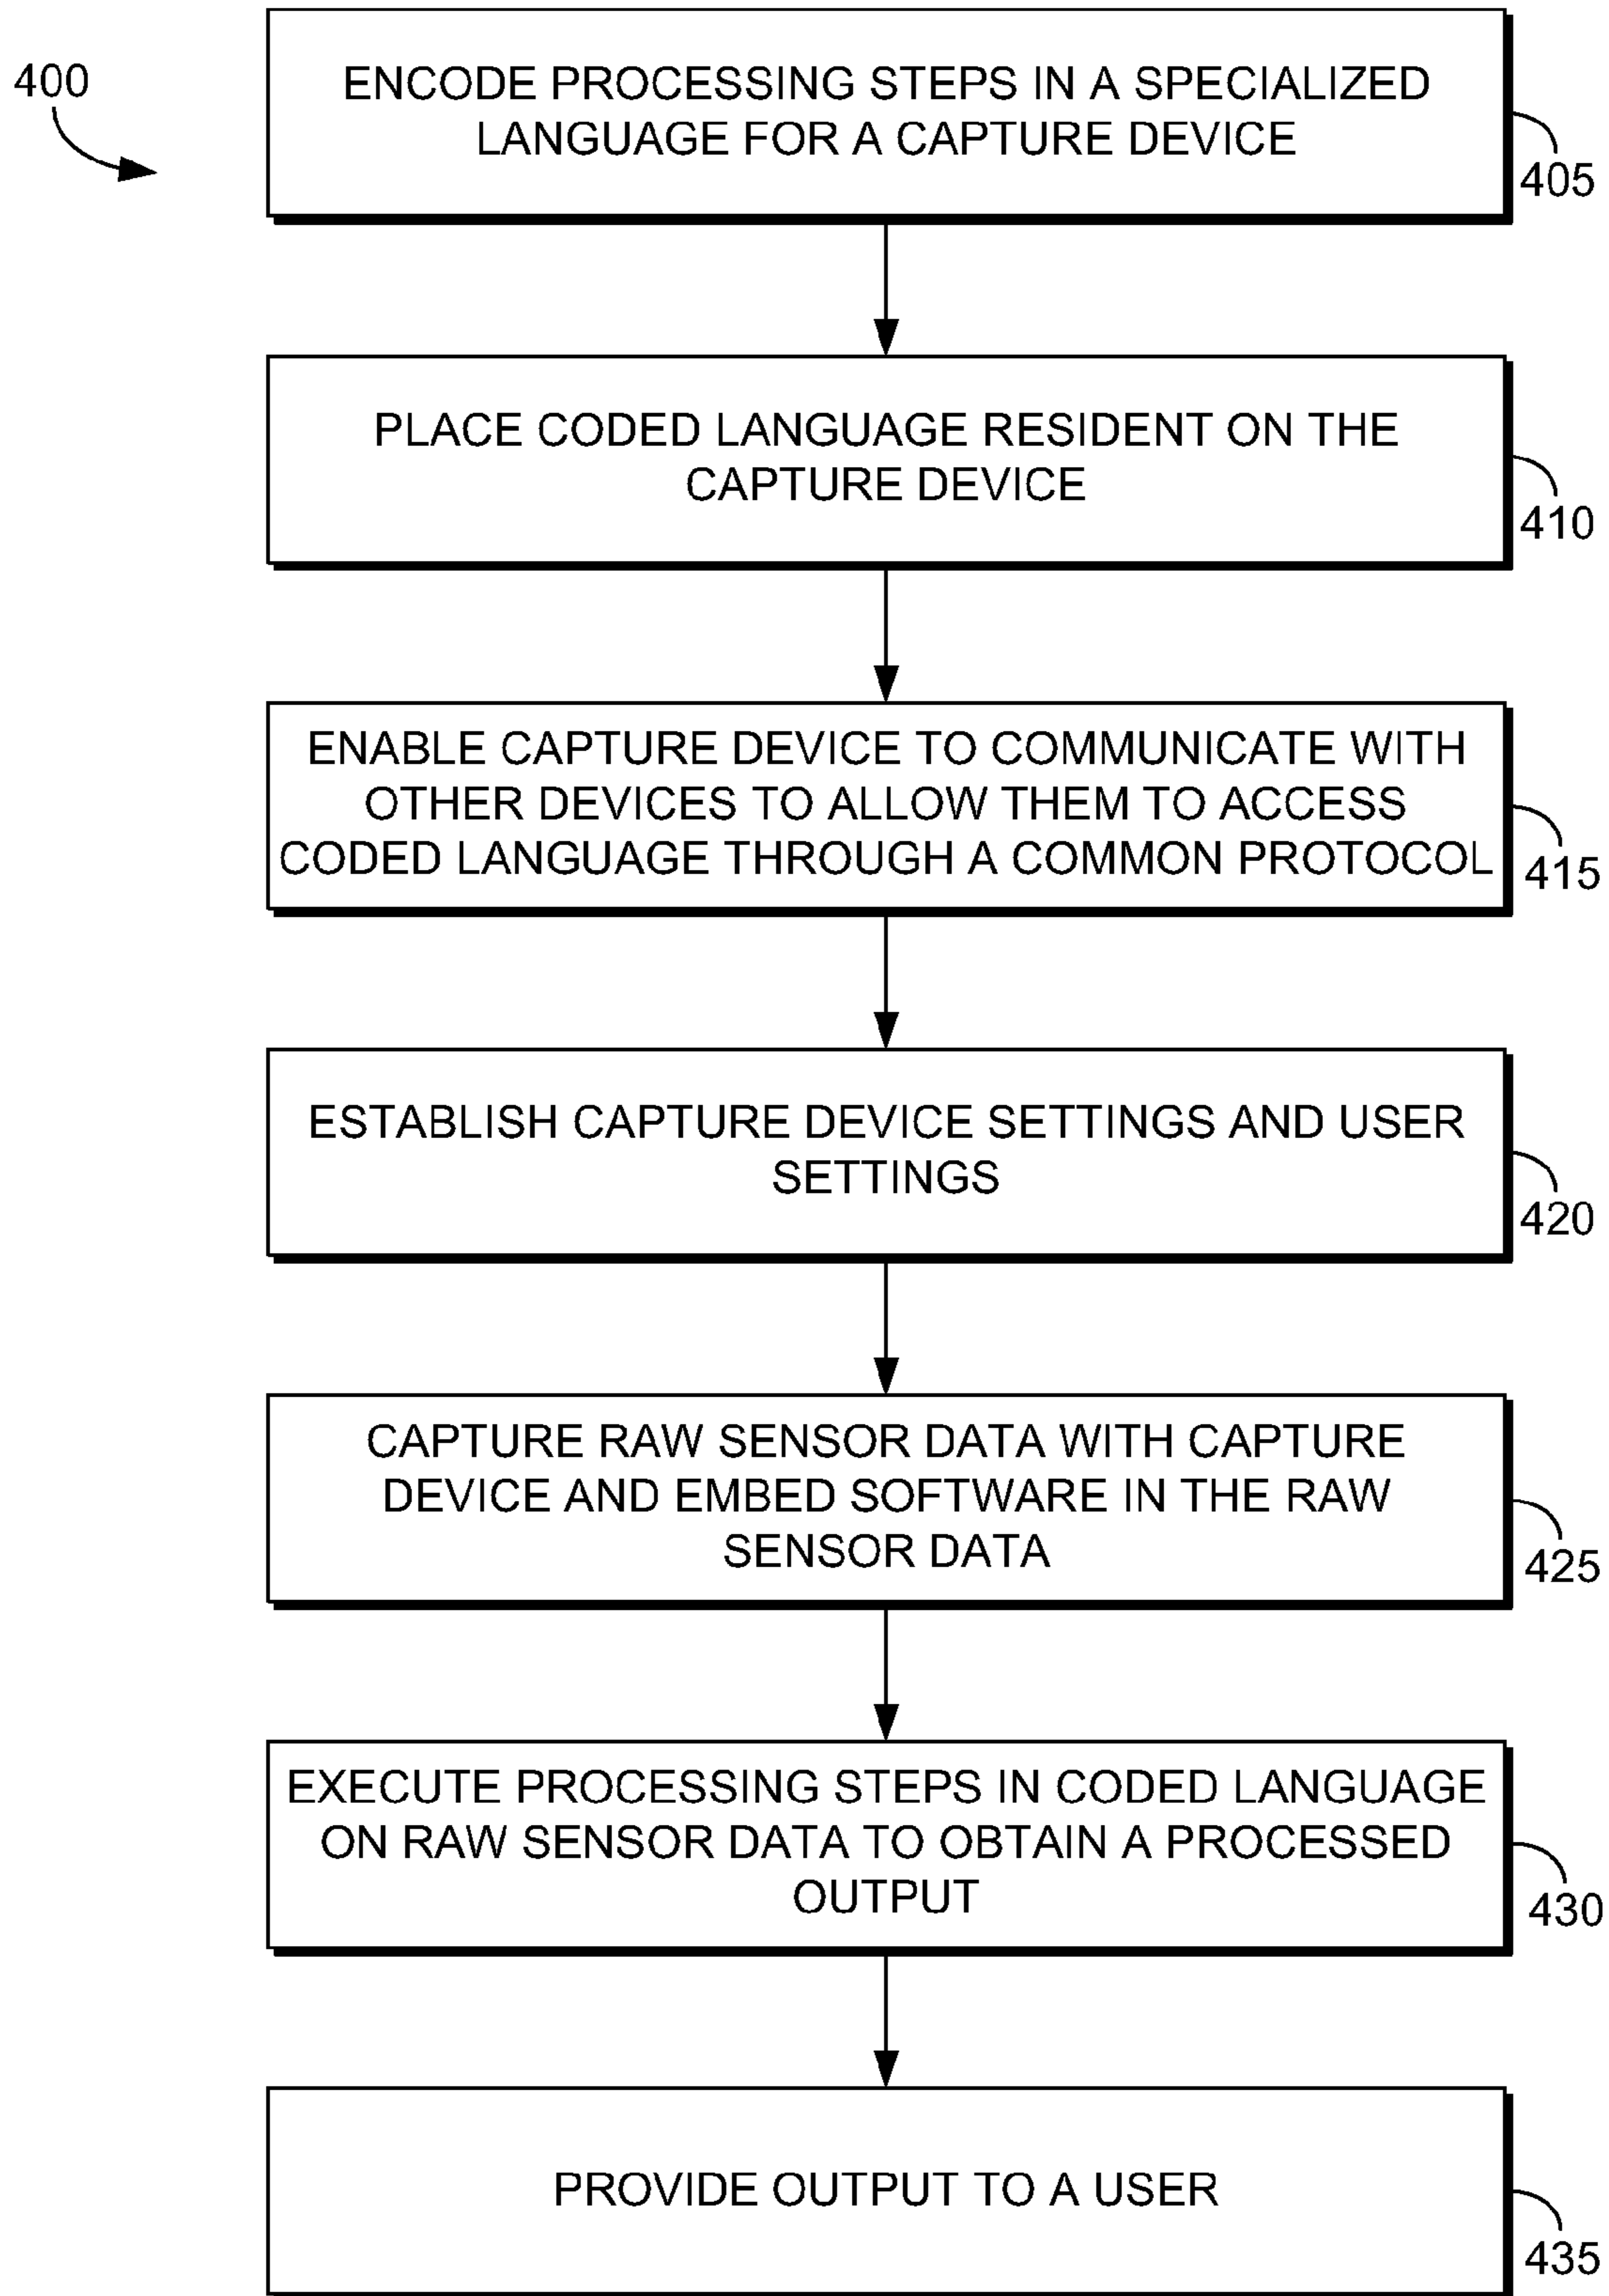 400
ENCODE PROCESSING STEPS IN A SPECIALIZED
LANGUAGE FOR A CAPTURE DEVICE
405
PLACE CODED LANGUAGE RESIDENT ON THE
CAPTURE DEVICE
410
ENABLE CAPTURE DEVICE TO COMMUNICATE WITH
OTHER DEVICES TO ALLOW THEM TO ACCESS
CODED LANGUAGE THROUGH A COMMON PROTOCOL
415
ESTABLISH CAPTURE DEVICE SETTINGS AND USER
SETTINGS
420
CAPTURE RAW SENSOR DATA WITH CAPTURE
DEVICE AND EMBED SOFTWARE IN THE RAW
SENSOR DATA
425
EXECUTE PROCESSING STEPS IN CODED LANGUAGE
ON RAW SENSOR DATA TO OBTAIN A PROCESSED
OUTPUT
430
PROVIDE OUTPUT TO A USER
435